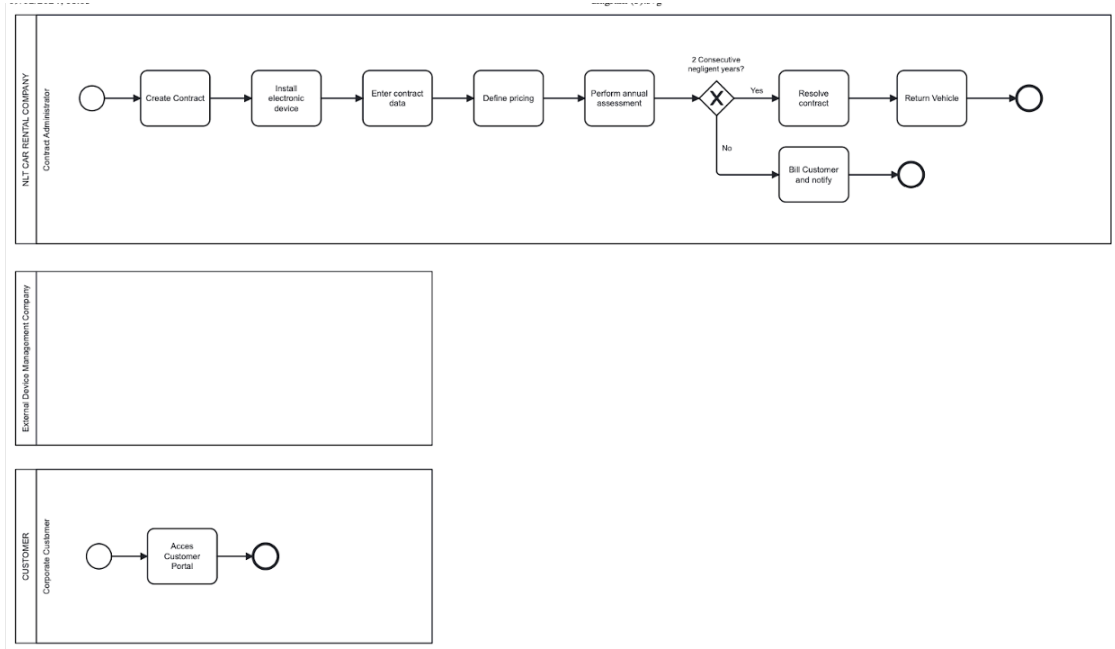 NLT CAR RENTAL COMPANY
Contract Administrator
Create Contract
Install
electronic
device
Enter contract
data
Define pricing
Perform annual
assessment
2 Consecutive
negligent years?
Yes
Resolve
contract
Return Vehicle
No
Bill Customer
and notify
External Device Management Company
CUSTOMER
Corporate Customer
Acces
Customer
Portal